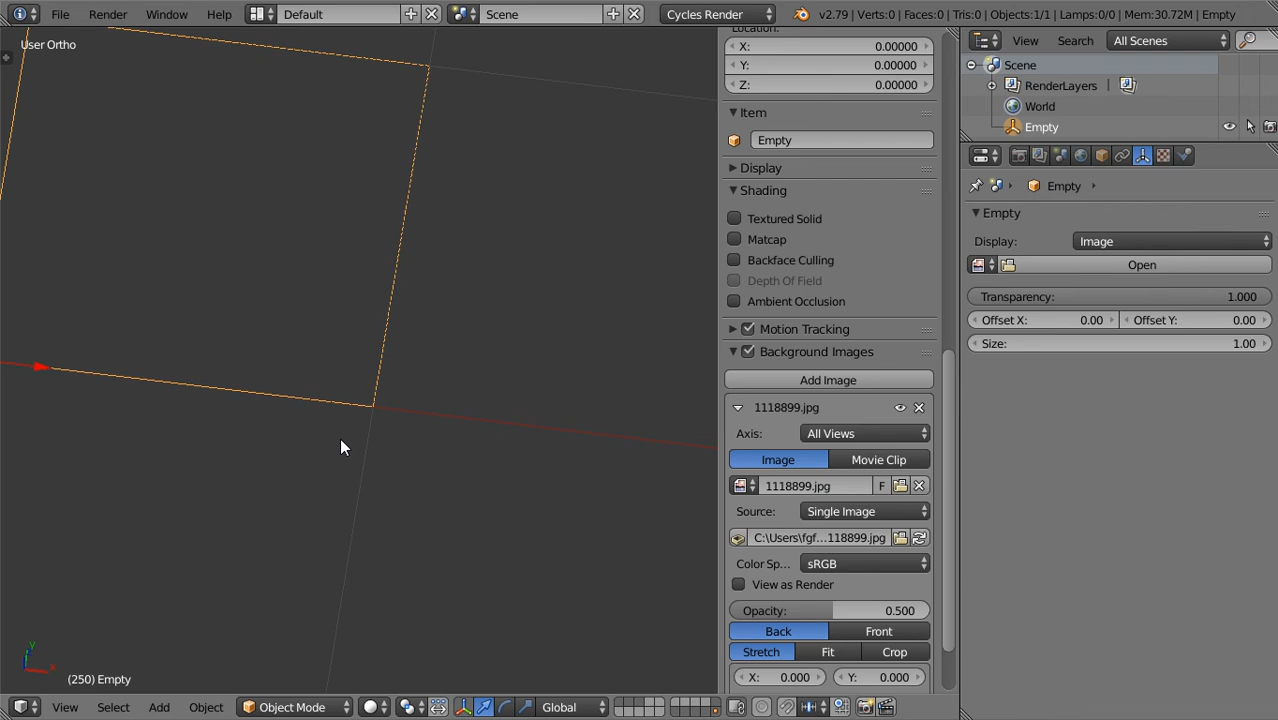 File Render Window Help Default Scene Cycles Render v2.79 | Verts:0 | Faces:0 | Tris:0 | Objects:1/1 | Lamps:0/0 | Mem:30.72M | Empty
User Ortho
Location:
X: 0.00000
Y: 0.00000
Z: 0.00000
Item
Empty
Display
Shading
Textured Solid
Matcap
Backface Culling
Depth Of Field
Ambient Occlusion
Motion Tracking
Background Images
Add Image
1118899.jpg
Axis: All Views
Image Movie Clip
1118899.jpg F
Source: Single Image
C:\Users\fgf...118899.jpg
Color Sp... sRGB
View as Render
Opacity: 0.500
Back Front
Stretch Fit Crop
X: 0.000 Y: 0.000
View Search All Scenes
Scene
RenderLayers
World
Empty
Empty
Empty
Display: Image
Open
Transparency: 1.000
Offset X: 0.00 Offset Y: 0.00
Size: 1.00
y
x
(250) Empty
View Select Add Object Object Mode Global